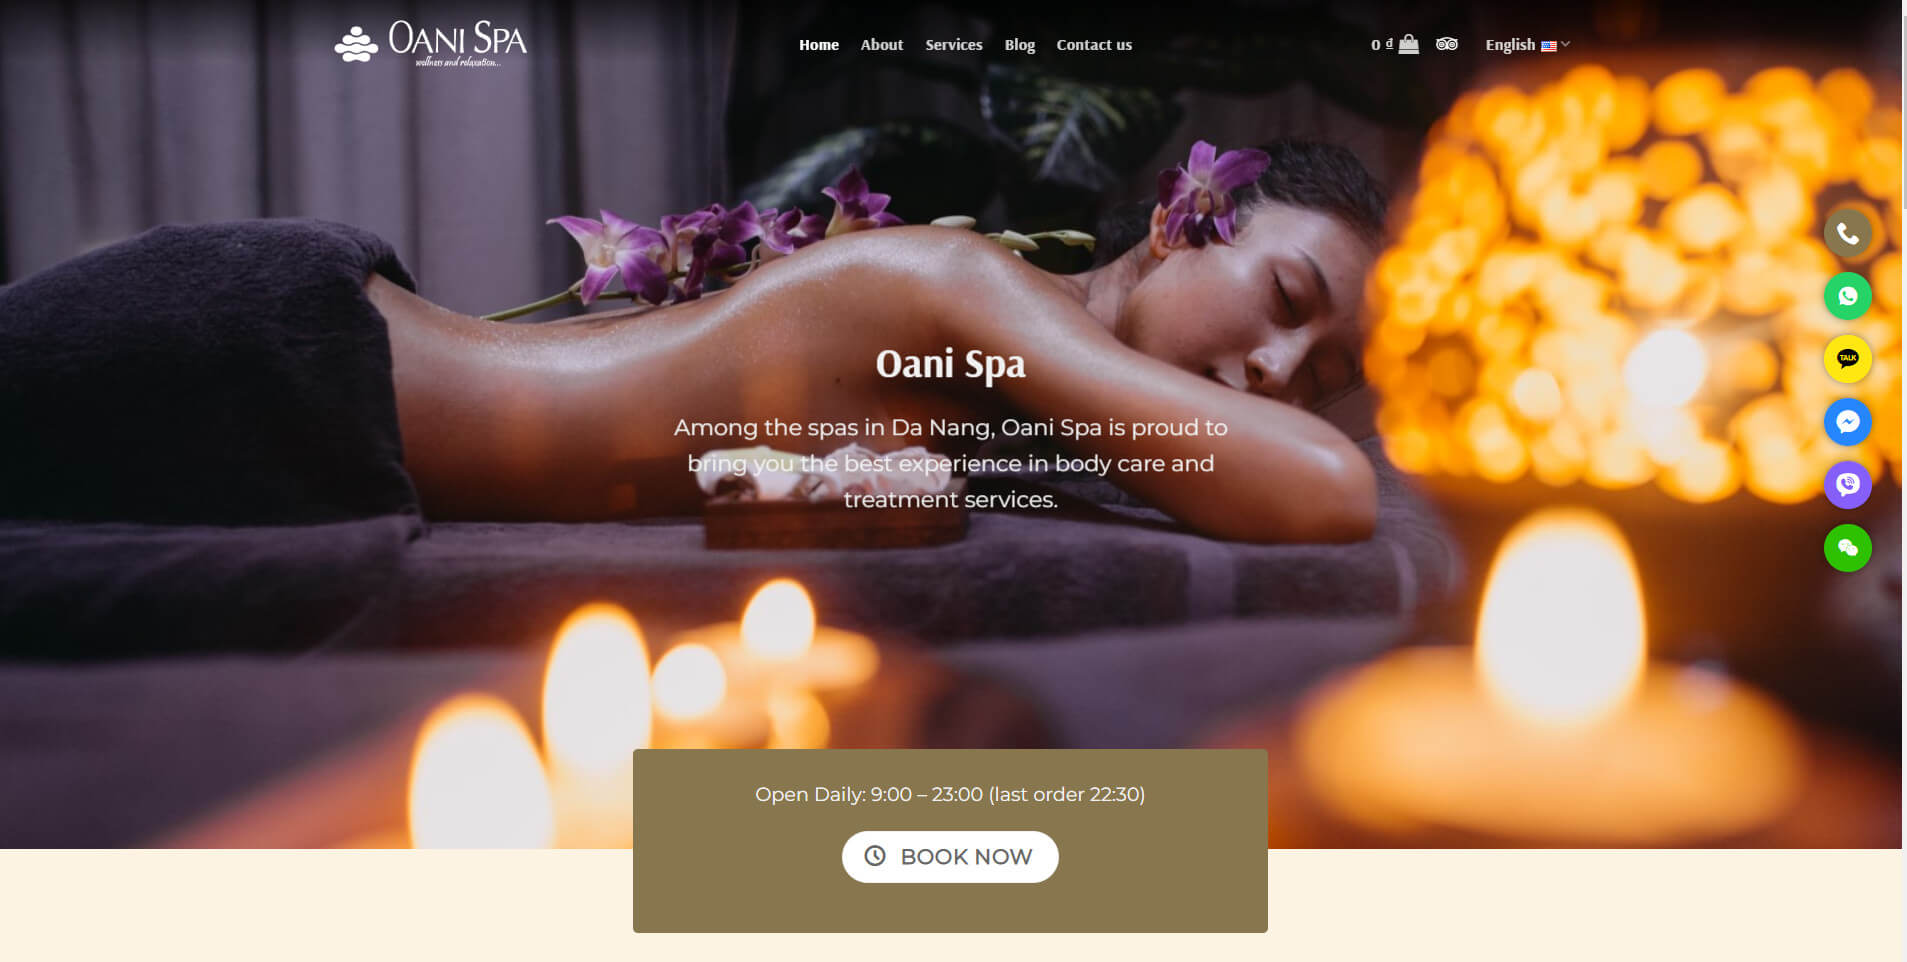 OANI SPA
wellness and relaxation...
Home About Services Blog Contact us
0 ₫
English
TALK
Oani Spa
Among the spas in Da Nang, Oani Spa is proud to
bring you the best experience in body care and
treatment services.
Open Daily: 9:00 – 23:00 (last order 22:30)
BOOK NOW